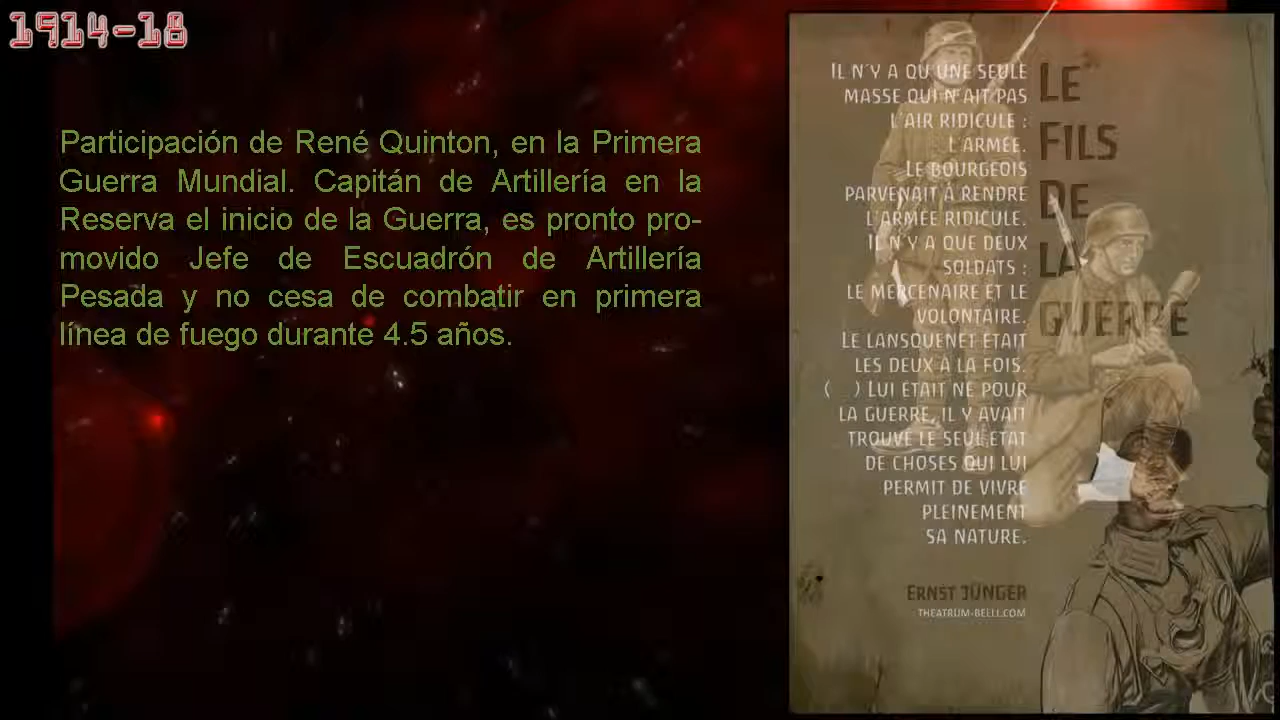 1914-18
Participación de René Quinton, en la Primera
Guerra Mundial. Capitán de Artillería en la
Reserva el inicio de la Guerra, es pronto pro-
movido Jefe de Escuadrón de Artillería
Pesada y no cesa de combatir en primera
línea de fuego durante 4.5 años.
IL N'Y A QU'UNE SEULE
MASSE QUI N'AIT PAS
L'AIR RIDICULE :
L'ARMÉE.
LE BOURGEOIS
PARVENAIT À RENDRE
L'ARMÉE RIDICULE.
IL N'Y A QUE DEUX
SOLDATS :
LE MERCENAIRE ET LE
VOLONTAIRE.
LE LANSQUENET ÉTAIT
LES DEUX À LA FOIS.
( ) LUI ÉTAIT NÉ POUR
LA GUERRE, IL Y AVAIT
TROUVÉ LE SEUL ÉTAT
DE CHOSES QUI LUI
PERMIT DE VIVRE
PLEINEMENT
SA NATURE.
ERNST JÜNGER
THEATRUM-BELLI.COM
LE
FILS
DE
LA
GUERRE